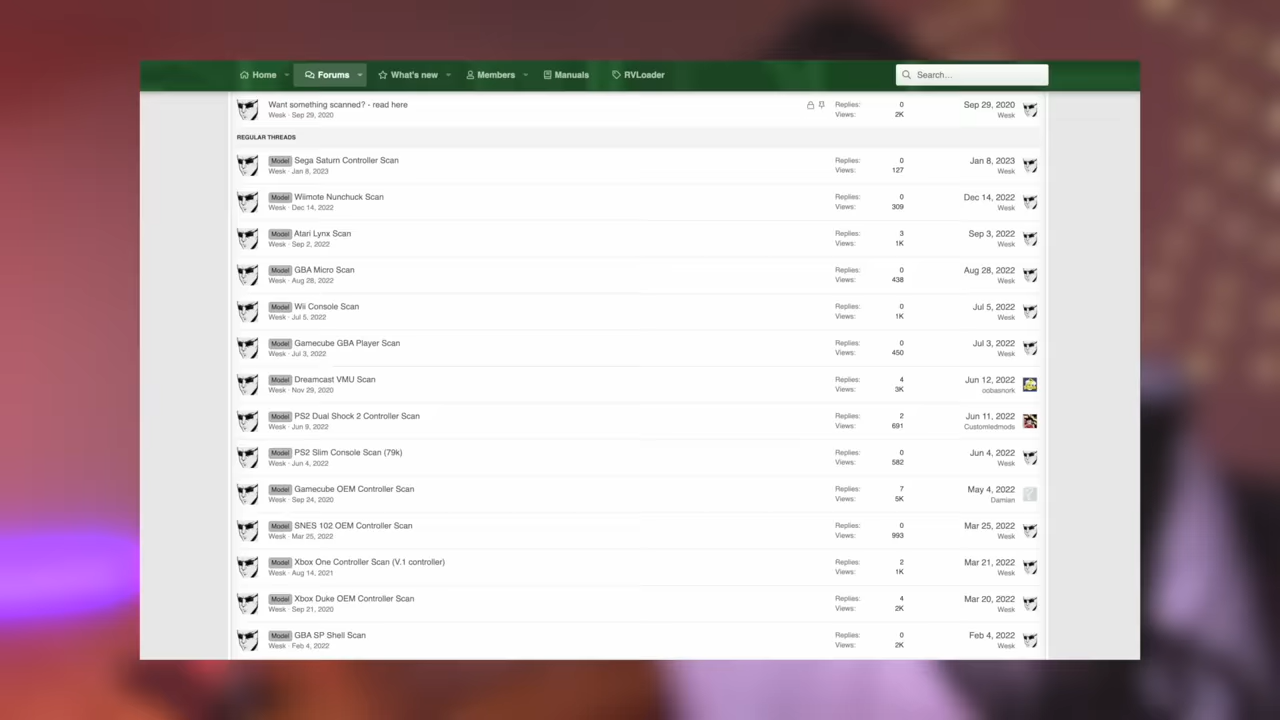 Home Forums What's new Members Manuals RVLoader Search...
Want something scanned? - read here Replies: 0 Sep 29, 2020
Wesk · Sep 29, 2020 Views: 2K Wesk
REGULAR THREADS
Model Sega Saturn Controller Scan Replies: 0 Jan 8, 2023
Wesk · Jan 8, 2023 Views: 127 Wesk
Model Wiimote Nunchuck Scan Replies: 0 Dec 14, 2022
Wesk · Dec 14, 2022 Views: 309 Wesk
Model Atari Lynx Scan Replies: 3 Sep 3, 2022
Wesk · Sep 2, 2022 Views: 1K Wesk
Model GBA Micro Scan Replies: 0 Aug 28, 2022
Wesk · Aug 28, 2022 Views: 438 Wesk
Model Wii Console Scan Replies: 0 Jul 5, 2022
Wesk · Jul 5, 2022 Views: 1K Wesk
Model Gamecube GBA Player Scan Replies: 0 Jul 3, 2022
Wesk · Jul 3, 2022 Views: 450 Wesk
Model Dreamcast VMU Scan Replies: 4 Jun 12, 2022
Wesk · Nov 29, 2020 Views: 3K oobasnork
Model PS2 Dual Shock 2 Controller Scan Replies: 2 Jun 11, 2022
Wesk · Jun 9, 2022 Views: 691 Customledmods
Model PS2 Slim Console Scan (79k) Replies: 0 Jun 4, 2022
Wesk · Jun 4, 2022 Views: 582 Wesk
Model Gamecube OEM Controller Scan Replies: 7 May 4, 2022
Wesk · Sep 24, 2020 Views: 5K Damian
Model SNES 102 OEM Controller Scan Replies: 0 Mar 25, 2022
Wesk · Mar 25, 2022 Views: 993 Wesk
Model Xbox One Controller Scan (V.1 controller) Replies: 2 Mar 21, 2022
Wesk · Aug 14, 2021 Views: 1K Wesk
Model Xbox Duke OEM Controller Scan Replies: 4 Mar 20, 2022
Wesk · Sep 21, 2020 Views: 2K Wesk
Model GBA SP Shell Scan Replies: 0 Feb 4, 2022
Wesk · Feb 4, 2022 Views: 2K Wesk